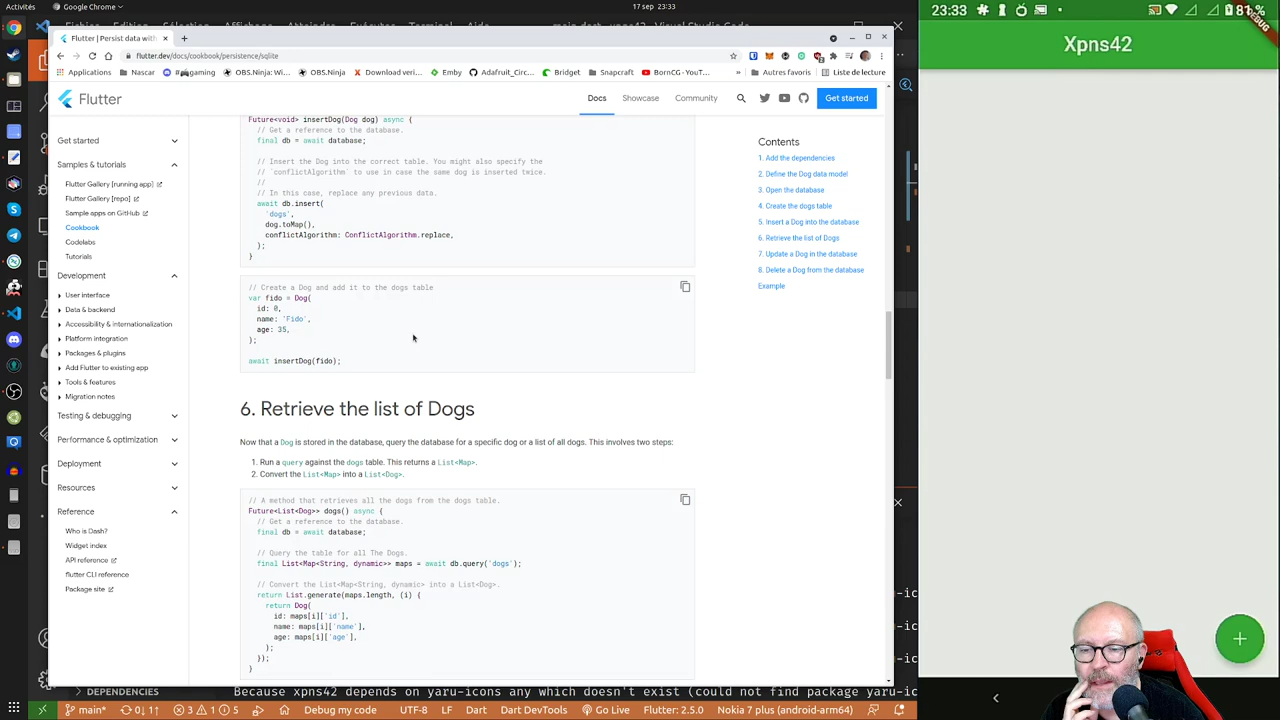 Activités
Google Chrome
17 sep 23:33
Flutter | Persist data with
flutter.dev/docs/cookbook/persistence/sqlite
Applications
Nascar
#🎮gaming
OBS.Ninja: Wi...
OBS.Ninja
Download veri...
Emby
Adafruit_Circ...
Bridget
Snapcraft
BornCG - YouT...
»
Autres favoris
Liste de lecture
Flutter
Docs
Showcase
Community
Get started
Get started
Samples & tutorials
Flutter Gallery [running app]
Flutter Gallery [repo]
Sample apps on GitHub
Cookbook
Codelabs
Tutorials
Development
User interface
Data & backend
Accessibility & internationalization
Platform integration
Packages & plugins
Add Flutter to existing app
Tools & features
Migration notes
Testing & debugging
Performance & optimization
Deployment
Resources
Reference
Who is Dash?
Widget index
API reference
flutter CLI reference
Package site
Future<void> insertDog(Dog dog) async {
// Get a reference to the database.
final db = await database;
// Insert the Dog into the correct table. You might also specify the
// `conflictAlgorithm` to use in case the same dog is inserted twice.
//
// In this case, replace any previous data.
await db.insert(
'dogs',
dog.toMap(),
conflictAlgorithm: ConflictAlgorithm.replace,
);
}
// Create a Dog and add it to the dogs table
var fido = Dog(
id: 0,
name: 'Fido',
age: 35,
);
await insertDog(fido);
6. Retrieve the list of Dogs
Now that a Dog is stored in the database, query the database for a specific dog or a list of all dogs. This involves two steps:
1. Run a query against the dogs table. This returns a List<Map>.
2. Convert the List<Map> into a List<Dog>.
// A method that retrieves all the dogs from the dogs table.
Future<List<Dog>> dogs() async {
// Get a reference to the database.
final db = await database;
// Query the table for all The Dogs.
final List<Map<String, dynamic>> maps = await db.query('dogs');
// Convert the List<Map<String, dynamic> into a List<Dog>.
return List.generate(maps.length, (i) {
return Dog(
id: maps[i]['id'],
name: maps[i]['name'],
age: maps[i]['age'],
);
});
}
Contents
1. Add the dependencies
2. Define the Dog data model
3. Open the database
4. Create the dogs table
5. Insert a Dog into the database
6. Retrieve the list of Dogs
7. Update a Dog in the database
8. Delete a Dog from the database
Example
> DEPENDENCIES
Because xpns42 depends on yaru-icons any which doesn't exist (could not find package yaru-i
main*
0↓ 1↑
3 1 5
Debug my code
UTF-8
LF
Dart
Dart DevTools
Go Live
Flutter: 2.5.0
Nokia 7 plus (android-arm64)
23:33
81%
DEBUG
Xpns42
+